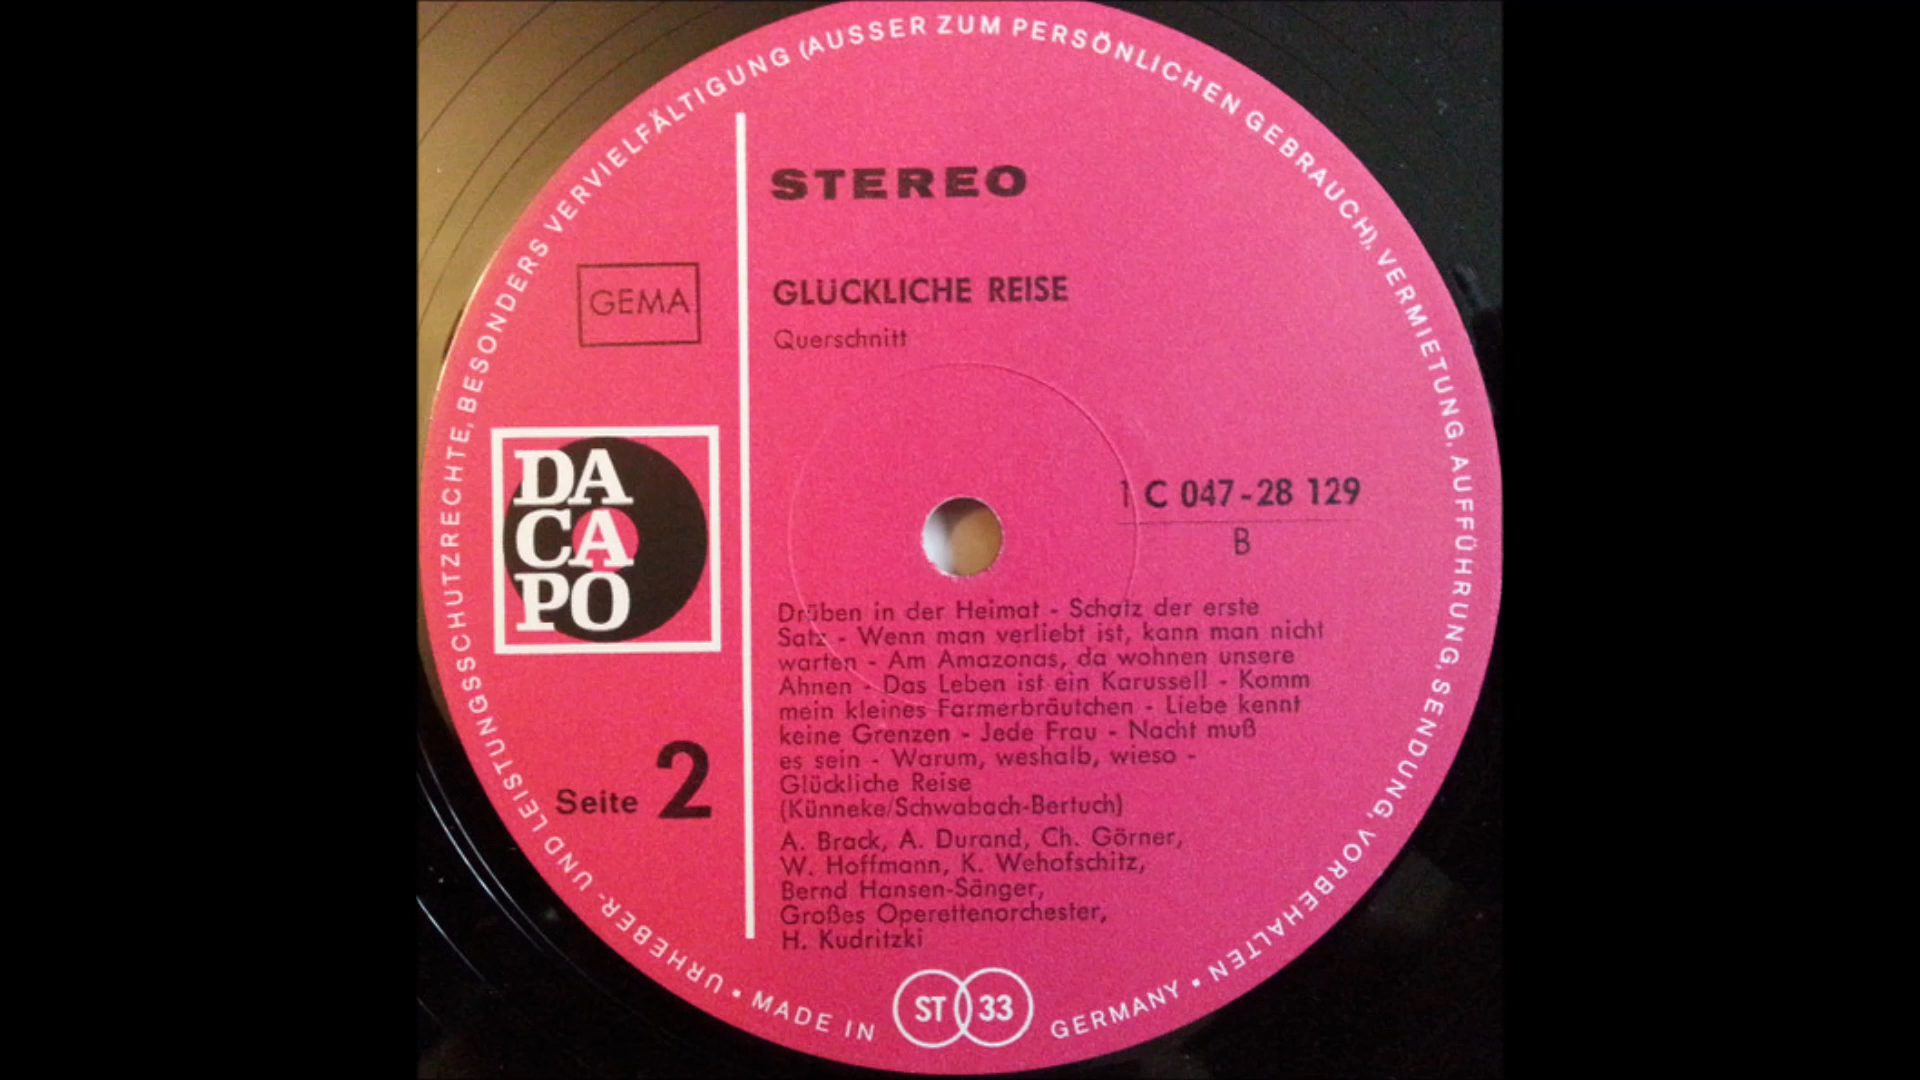 URHEBER- UND LEISTUNGSSCHUTZRECHTE, BESONDERS VERVIELFÄLTIGUNG (AUSSER ZUM PERSÖNLICHEN GEBRAUCH), VERMIETUNG, AUFFÜHRUNG, SENDUNG, VORBEHALTEN • MADE IN GERMANY •
STEREO
GEMA
GLÜCKLICHE REISE
Querschnitt
DA
CA
PO
1 C 047-28 129
B
Drüben in der Heimat - Schatz der erste
Satz - Wenn man verliebt ist, kann man nicht
warten - Am Amazonas, da wohnen unsere
Ahnen - Das Leben ist ein Karussell - Komm
mein kleines Farmerbräutchen - Liebe kennt
keine Grenzen - Jede Frau - Nacht muß
es sein - Warum, weshalb, wieso -
Glückliche Reise
(Künneke/Schwabach-Bertuch)
Seite 2
A. Brack, A. Durand, Ch. Görner,
W. Hoffmann, K. Wehofschitz,
Bernd Hansen-Sänger,
Großes Operettenorchester,
H. Kudritzki
ST 33